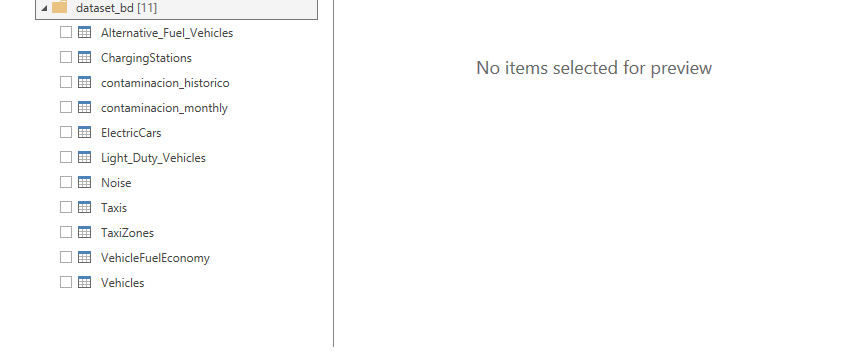 dataset_bd [11]
Alternative_Fuel_Vehicles
ChargingStations
contaminacion_historico
contaminacion_monthly
ElectricCars
Light_Duty_Vehicles
Noise
Taxis
TaxiZones
VehicleFuelEconomy
Vehicles
No items selected for preview